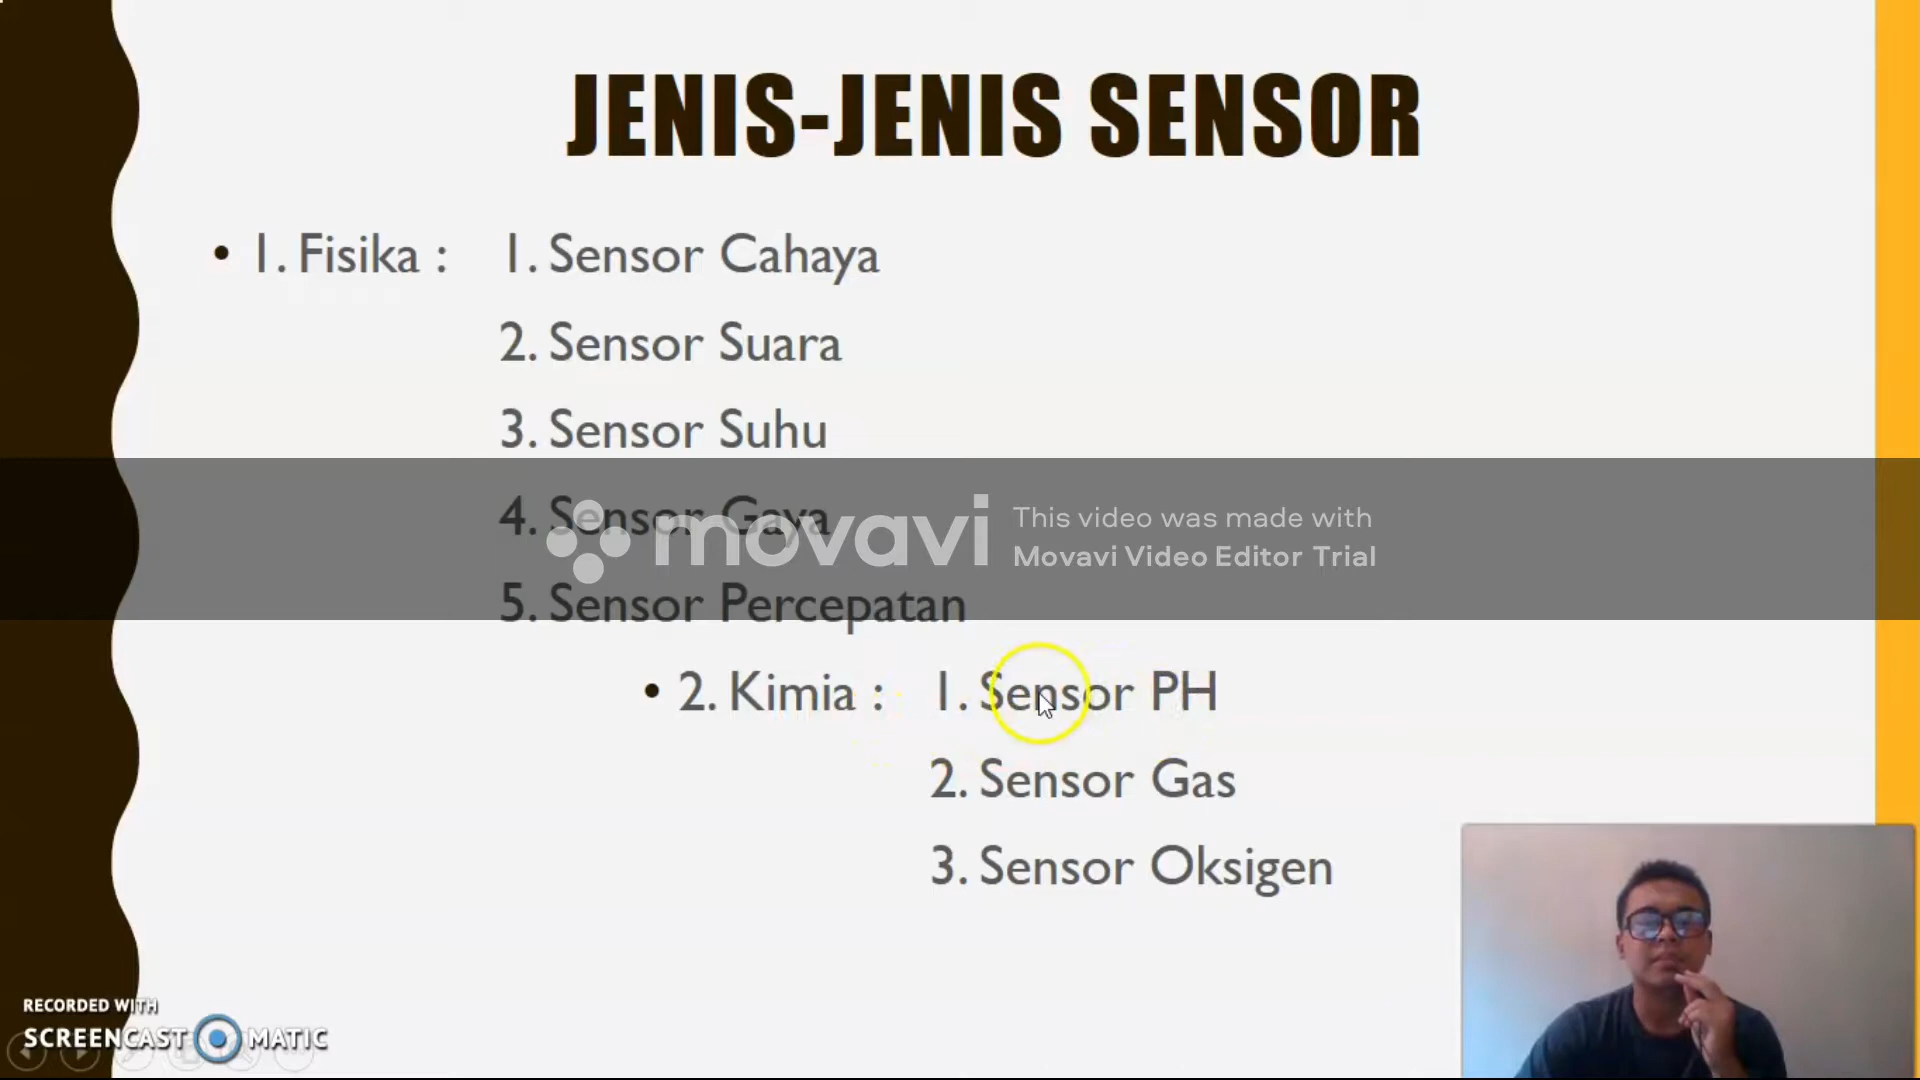 JENIS-JENIS SENSOR
• 1. Fisika : 1. Sensor Cahaya
2. Sensor Suara
3. Sensor Suhu
4. Sensor Gaya
movavi
This video was made with
Movavi Video Editor Trial
5. Sensor Percepatan
• 2. Kimia : 1. Sensor PH
2. Sensor Gas
3. Sensor Oksigen
RECORDED WITH
SCREENCAST MATIC